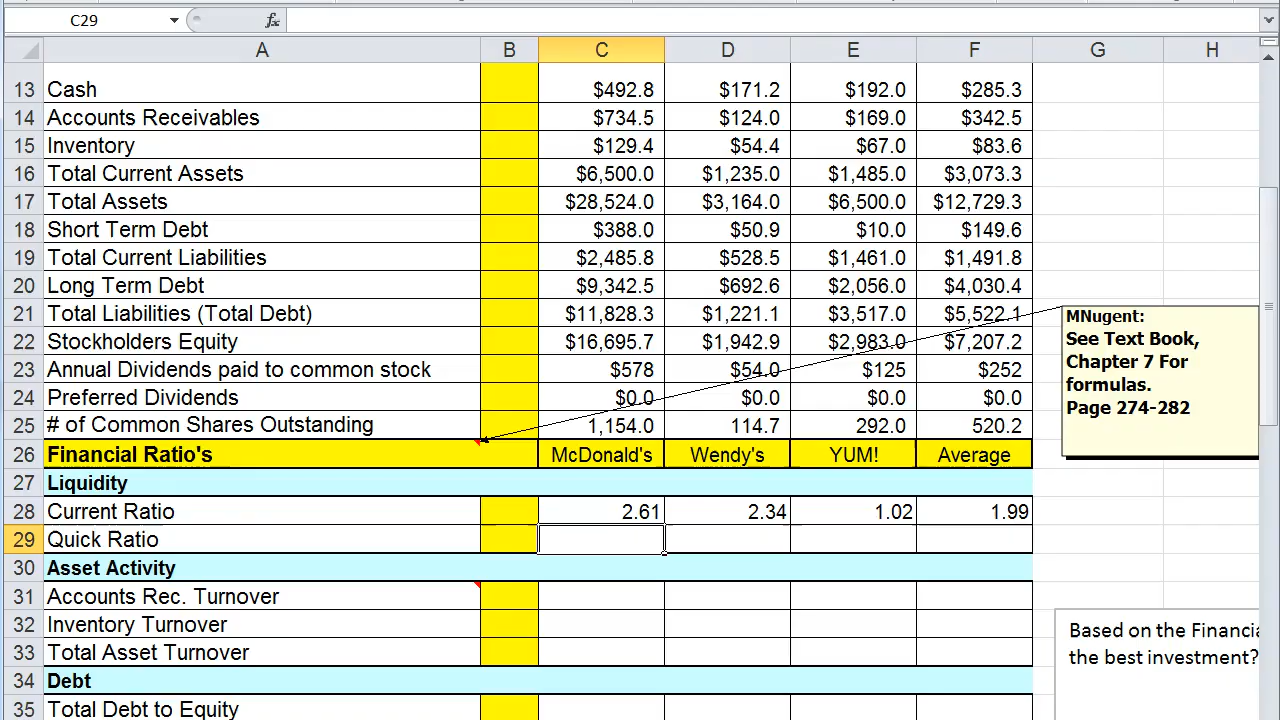 C29 fx
A B C D E F G H
13 Cash $492.8 $171.2 $192.0 $285.3
14 Accounts Receivables $734.5 $124.0 $169.0 $342.5
15 Inventory $129.4 $54.4 $67.0 $83.6
16 Total Current Assets $6,500.0 $1,235.0 $1,485.0 $3,073.3
17 Total Assets $28,524.0 $3,164.0 $6,500.0 $12,729.3
18 Short Term Debt $388.0 $50.9 $10.0 $149.6
19 Total Current Liabilities $2,485.8 $528.5 $1,461.0 $1,491.8
20 Long Term Debt $9,342.5 $692.6 $2,056.0 $4,030.4
21 Total Liabilities (Total Debt) $11,828.3 $1,221.1 $3,517.0 $5,522.1
22 Stockholders Equity $16,695.7 $1,942.9 $2,983.0 $7,207.2
23 Annual Dividends paid to common stock $578 $54.0 $125 $252
24 Preferred Dividends $0.0 $0.0 $0.0 $0.0
25 # of Common Shares Outstanding 1,154.0 114.7 292.0 520.2
26 Financial Ratio's McDonald's Wendy's YUM! Average
27 Liquidity
28 Current Ratio 2.61 2.34 1.02 1.99
29 Quick Ratio
30 Asset Activity
31 Accounts Rec. Turnover
32 Inventory Turnover
33 Total Asset Turnover
34 Debt
35 Total Debt to Equity
MNugent:
See Text Book,
Chapter 7 For
formulas.
Page 274-282
Based on the Financia
the best investment?